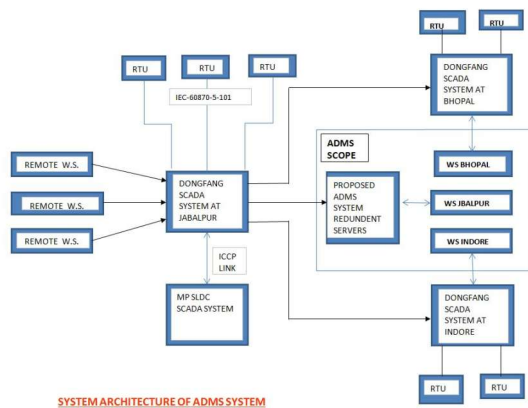 RTU
RTU
RTU
RTU
RTU
IEC-60870-5-101
DONGFANG
SCADA
SYSTEM AT
BHOPAL
ADMS
SCOPE
REMOTE W.S.
REMOTE W.S.
REMOTE W.S.
DONGFANG
SCADA
SYSTEM AT
JABALPUR
PROPOSED
ADMS
SYSTEM
REDUNDENT
SERVERS
WS BHOPAL
WS JBALPUR
WS INDORE
ICCP
LINK
MP SLDC
SCADA SYSTEM
DONGFANG
SCADA
SYSTEM AT
INDORE
RTU
RTU
SYSTEM ARCHITECTURE OF ADMS SYSTEM